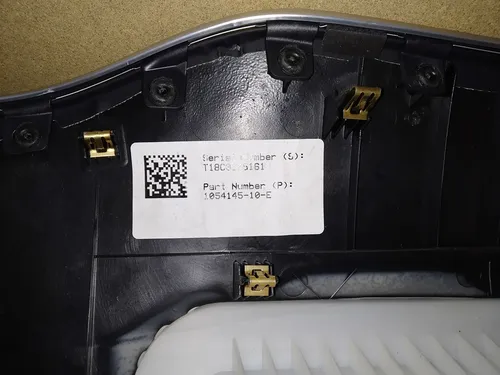 Serial Number (S):
Part Number (P):
1054145-10-E